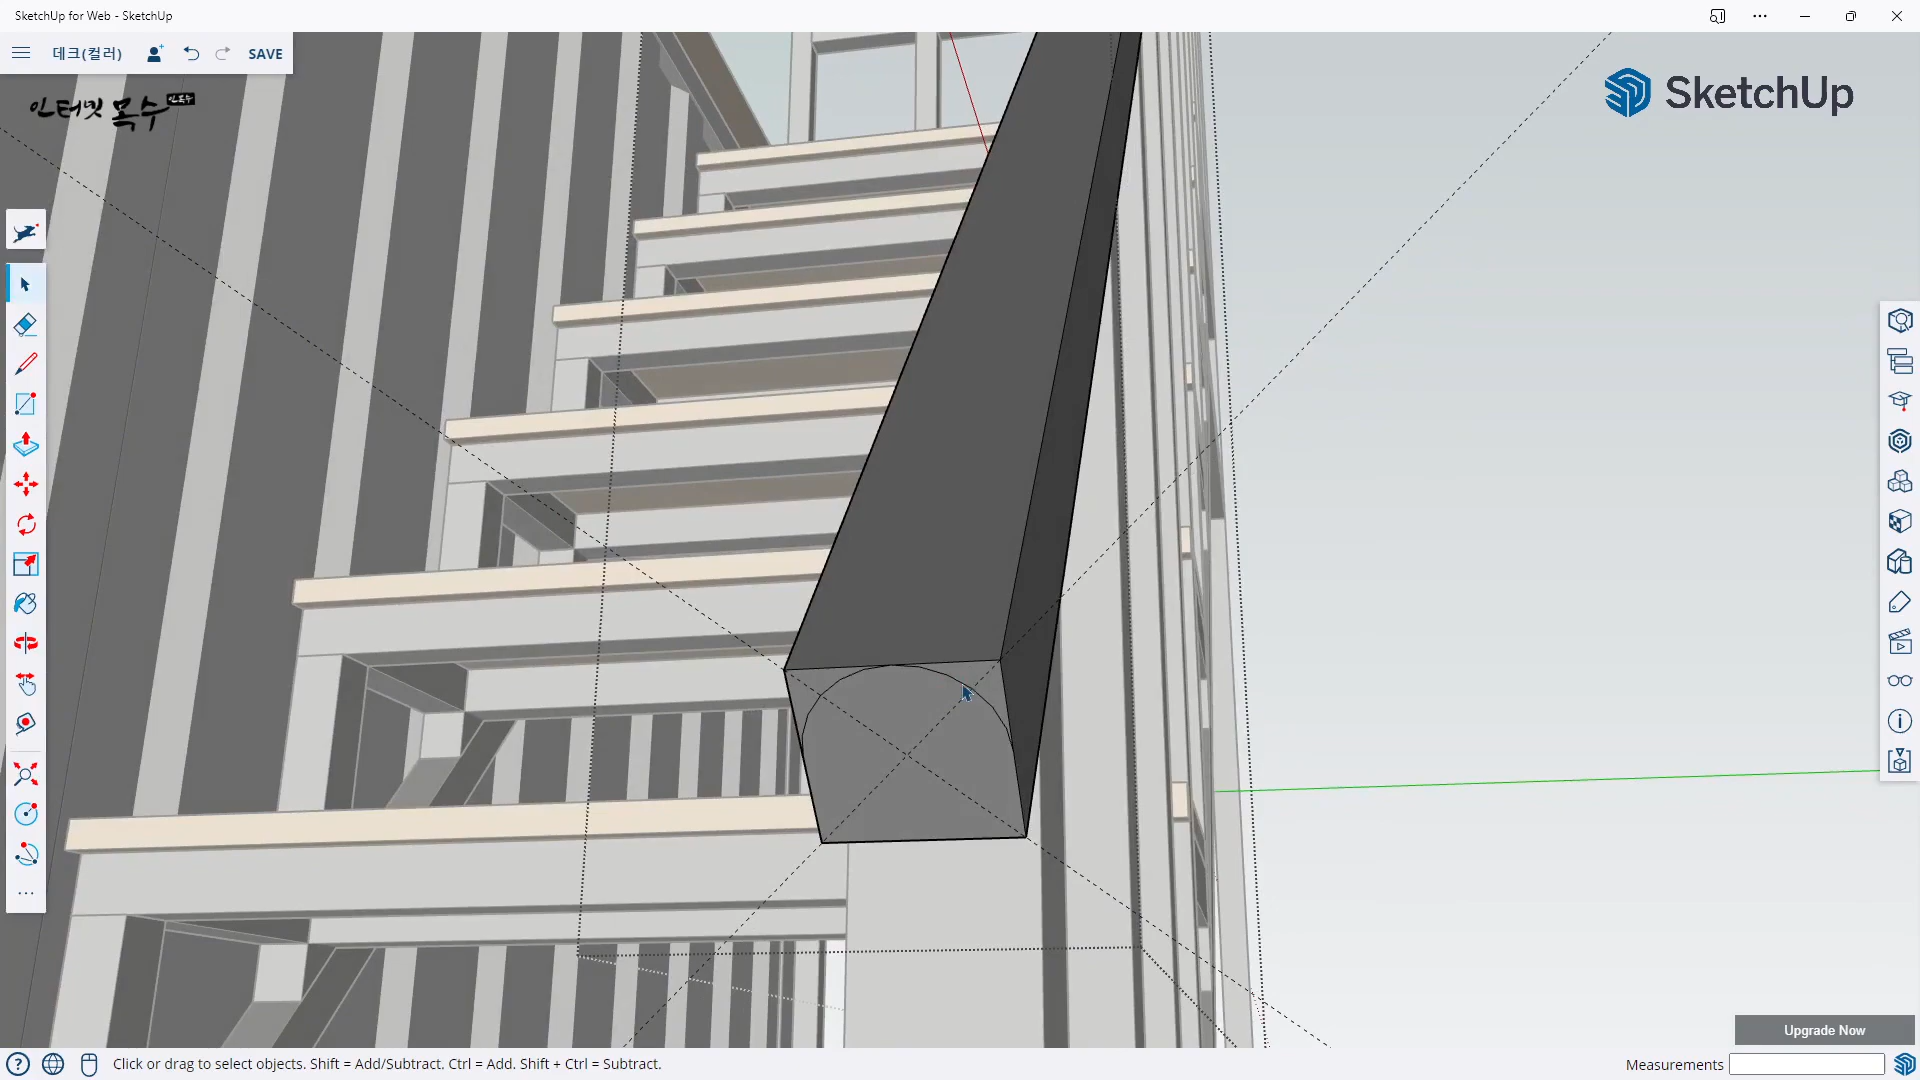 SketchUp for Web - SketchUp
데크(컬러)
SAVE
인터넷 목수
SketchUp
Upgrade Now
Click or drag to select objects. Shift = Add/Subtract. Ctrl = Add. Shift + Ctrl = Subtract.
Measurements